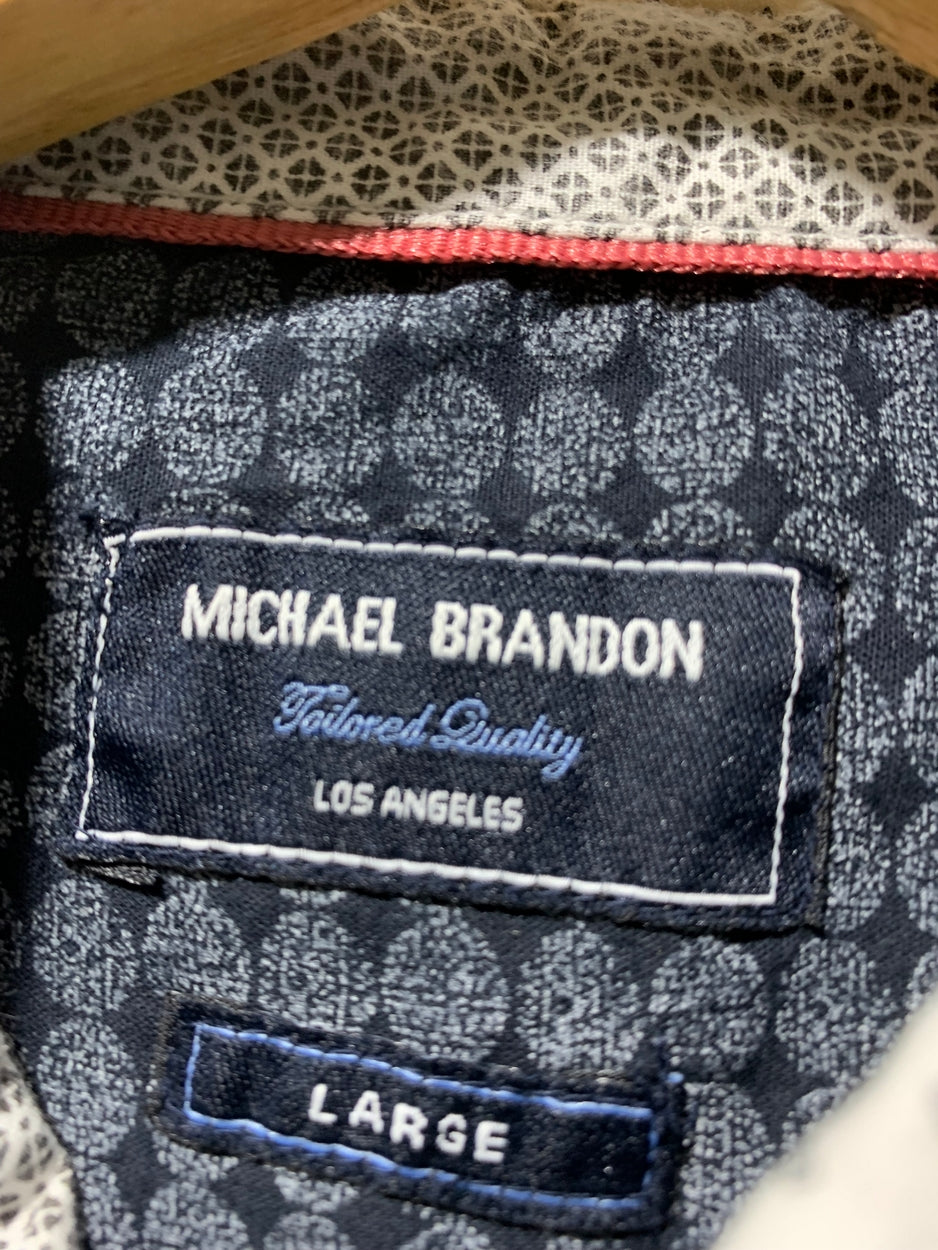 MICHAEL BRANDON
Tailored Quality
LOS ANGELES
LARGE